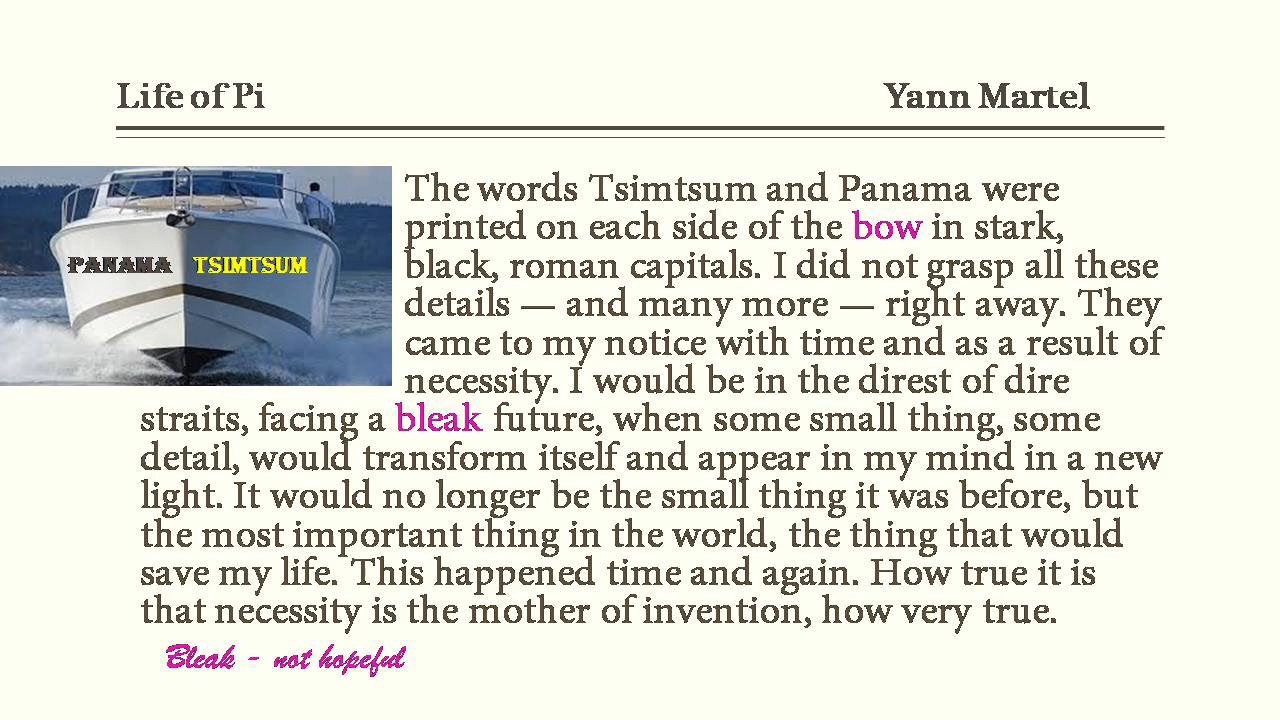 Life of Pi Yann Martel
PANAMA TSIMTSUM
The words Tsimtsum and Panama were
printed on each side of the bow in stark,
black, roman capitals. I did not grasp all these
details — and many more — right away. They
came to my notice with time and as a result of
necessity. I would be in the direst of dire
straits, facing a bleak future, when some small thing, some
detail, would transform itself and appear in my mind in a new
light. It would no longer be the small thing it was before, but
the most important thing in the world, the thing that would
save my life. This happened time and again. How true it is
that necessity is the mother of invention, how very true.
Bleak - not hopeful